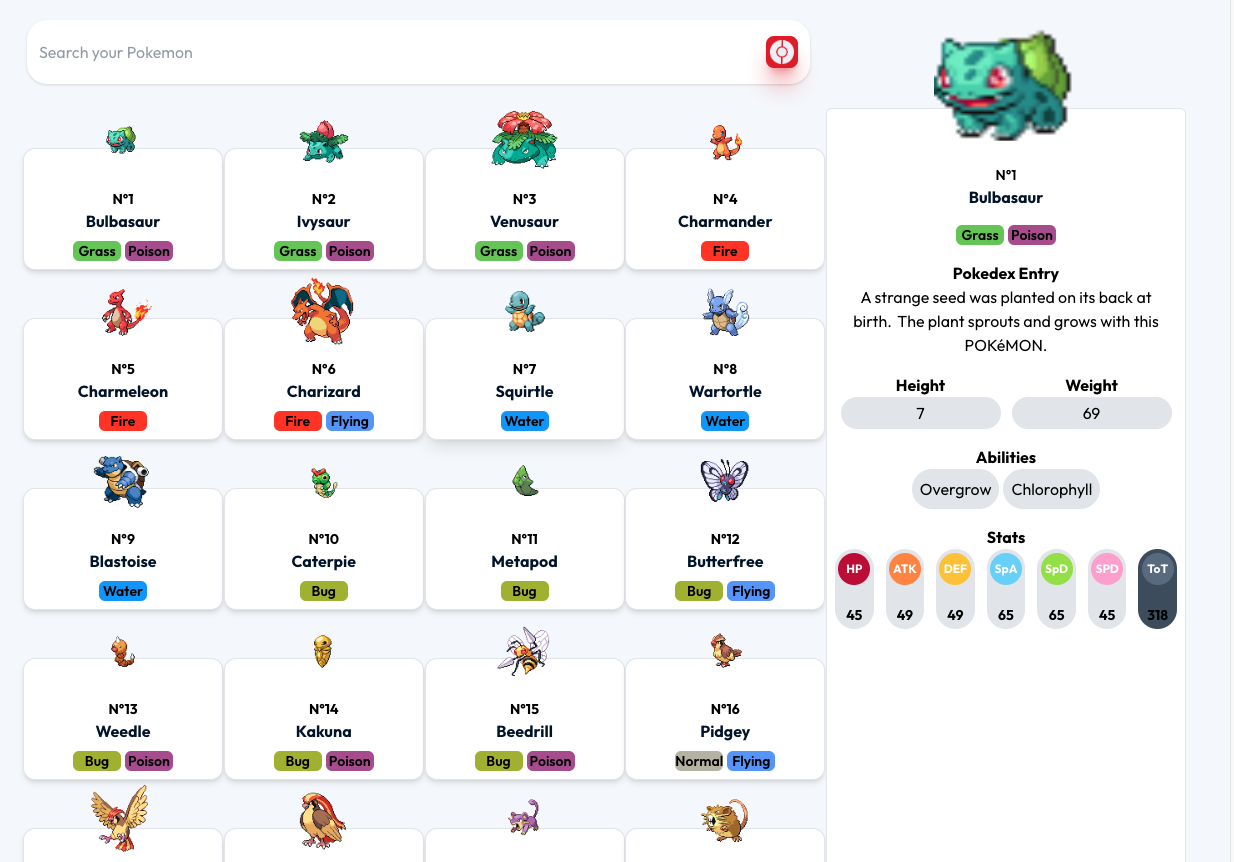 Search your Pokemon
N°1
Bulbasaur
Grass Poison
N°2
Ivysaur
Grass Poison
N°3
Venusaur
Grass Poison
N°4
Charmander
Fire
N°5
Charmeleon
Fire
N°6
Charizard
Fire Flying
N°7
Squirtle
Water
N°8
Wartortle
Water
N°9
Blastoise
Water
N°10
Caterpie
Bug
N°11
Metapod
Bug
N°12
Butterfree
Bug Flying
N°13
Weedle
Bug Poison
N°14
Kakuna
Bug Poison
N°15
Beedrill
Bug Poison
N°16
Pidgey
Normal Flying
N°1
Bulbasaur
Grass Poison
Pokedex Entry
A strange seed was planted on its back at
birth. The plant sprouts and grows with this
POKéMON.
Height Weight
7 69
Abilities
Overgrow Chlorophyll
Stats
HP ATK DEF SpA SpD SPD ToT
45 49 49 65 65 45 318